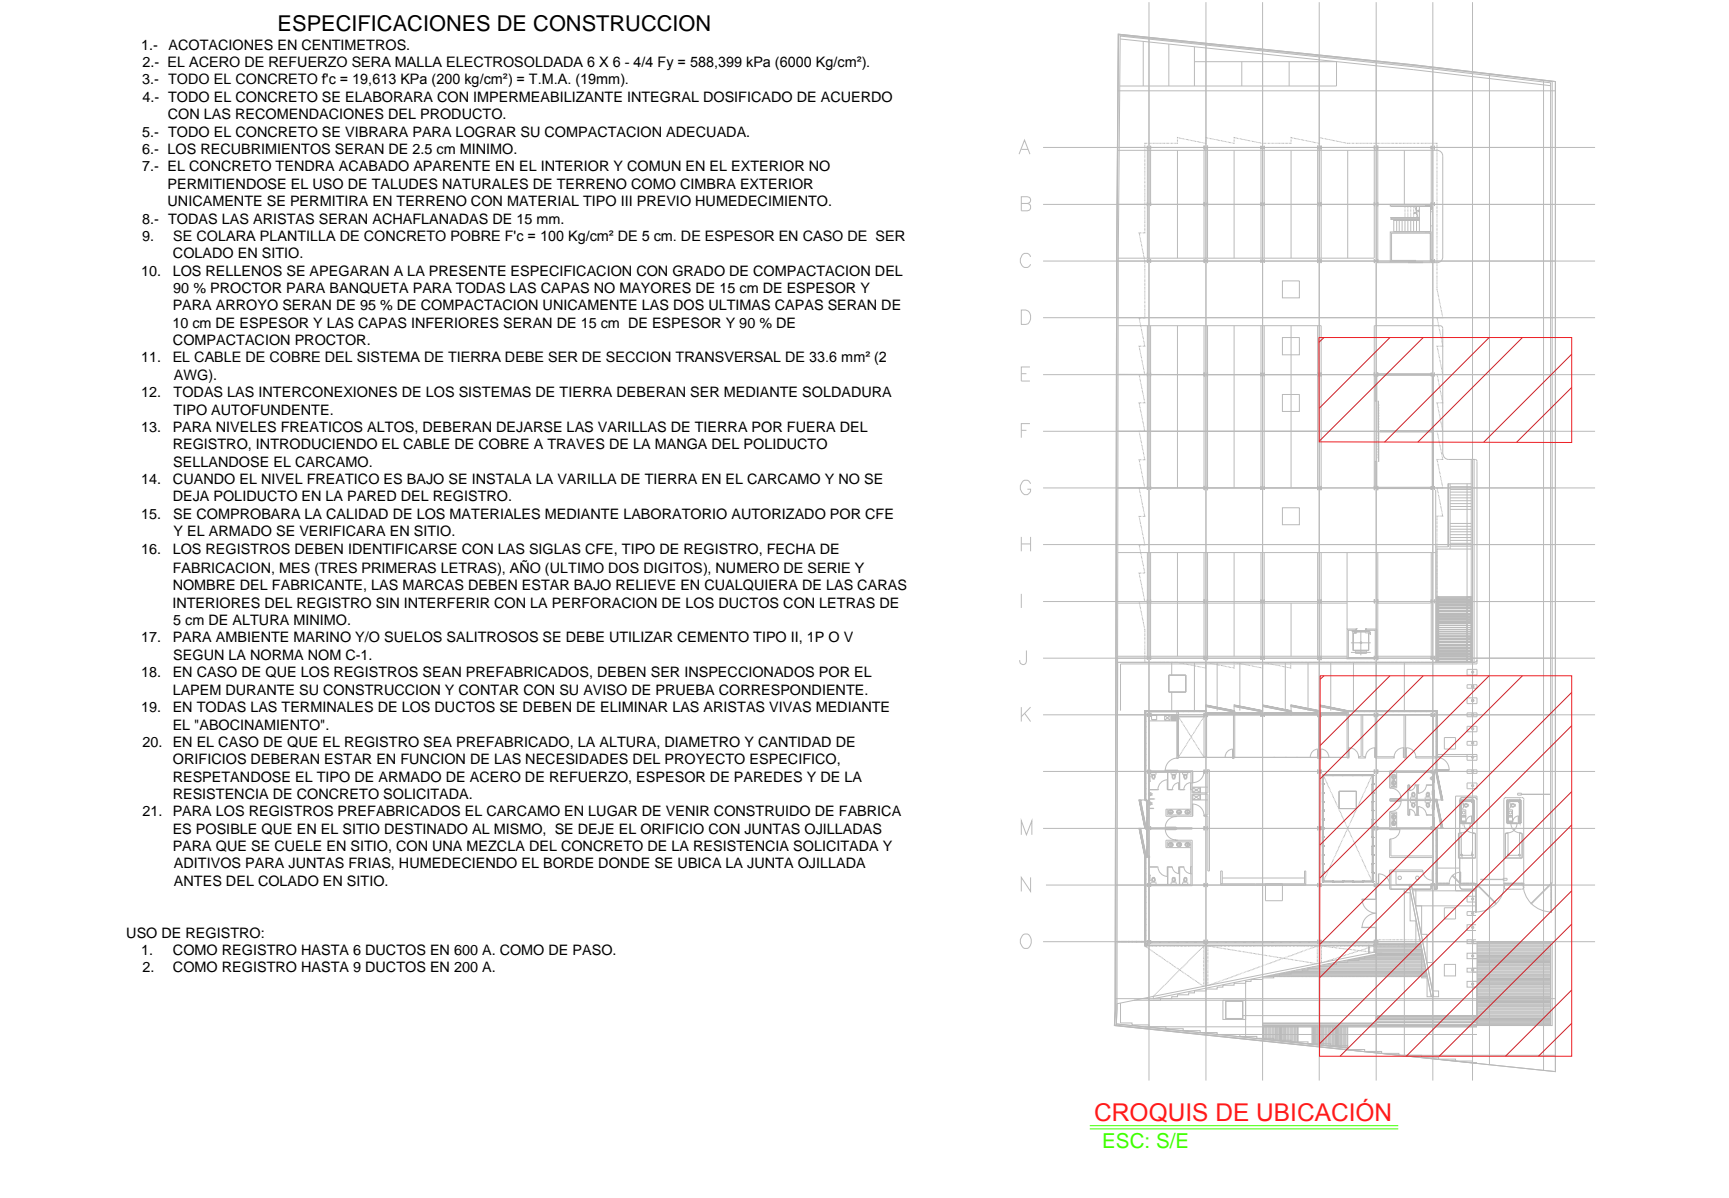 ESPECIFICACIONES DE CONSTRUCCION
1.- ACOTACIONES EN CENTIMETROS.
2.- EL ACERO DE REFUERZO SERA MALLA ELECTROSOLDADA 6 X 6 - 4/4 Fy = 588,399 kPa (6000 Kg/cm²).
3.- TODO EL CONCRETO f'c = 19,613 KPa (200 kg/cm²) = T.M.A. (19mm).
4.- TODO EL CONCRETO SE ELABORARA CON IMPERMEABILIZANTE INTEGRAL DOSIFICADO DE ACUERDO
CON LAS RECOMENDACIONES DEL PRODUCTO.
5.- TODO EL CONCRETO SE VIBRARA PARA LOGRAR SU COMPACTACION ADECUADA.
6.- LOS RECUBRIMIENTOS SERAN DE 2.5 cm MINIMO.
7.- EL CONCRETO TENDRA ACABADO APARENTE EN EL INTERIOR Y COMUN EN EL EXTERIOR NO
PERMITIENDOSE EL USO DE TALUDES NATURALES DE TERRENO COMO CIMBRA EXTERIOR
UNICAMENTE SE PERMITIRA EN TERRENO CON MATERIAL TIPO III PREVIO HUMEDECIMIENTO.
8.- TODAS LAS ARISTAS SERAN ACHAFLANADAS DE 15 mm.
9. SE COLARA PLANTILLA DE CONCRETO POBRE F'c = 100 Kg/cm² DE 5 cm. DE ESPESOR EN CASO DE SER
COLADO EN SITIO.
10. LOS RELLENOS SE APEGARAN A LA PRESENTE ESPECIFICACION CON GRADO DE COMPACTACION DEL
90 % PROCTOR PARA BANQUETA PARA TODAS LAS CAPAS NO MAYORES DE 15 cm DE ESPESOR Y
PARA ARROYO SERAN DE 95 % DE COMPACTACION UNICAMENTE LAS DOS ULTIMAS CAPAS SERAN DE
10 cm DE ESPESOR Y LAS CAPAS INFERIORES SERAN DE 15 cm DE ESPESOR Y 90 % DE
COMPACTACION PROCTOR.
11. EL CABLE DE COBRE DEL SISTEMA DE TIERRA DEBE SER DE SECCION TRANSVERSAL DE 33.6 mm² (2
AWG).
12. TODAS LAS INTERCONEXIONES DE LOS SISTEMAS DE TIERRA DEBERAN SER MEDIANTE SOLDADURA
TIPO AUTOFUNDENTE.
13. PARA NIVELES FREATICOS ALTOS, DEBERAN DEJARSE LAS VARILLAS DE TIERRA POR FUERA DEL
REGISTRO, INTRODUCIENDO EL CABLE DE COBRE A TRAVES DE LA MANGA DEL POLIDUCTO
SELLANDOSE EL CARCAMO.
14. CUANDO EL NIVEL FREATICO ES BAJO SE INSTALA LA VARILLA DE TIERRA EN EL CARCAMO Y NO SE
DEJA POLIDUCTO EN LA PARED DEL REGISTRO.
15. SE COMPROBARA LA CALIDAD DE LOS MATERIALES MEDIANTE LABORATORIO AUTORIZADO POR CFE
Y EL ARMADO SE VERIFICARA EN SITIO.
16. LOS REGISTROS DEBEN IDENTIFICARSE CON LAS SIGLAS CFE, TIPO DE REGISTRO, FECHA DE
FABRICACION, MES (TRES PRIMERAS LETRAS), AÑO (ULTIMO DOS DIGITOS), NUMERO DE SERIE Y
NOMBRE DEL FABRICANTE, LAS MARCAS DEBEN ESTAR BAJO RELIEVE EN CUALQUIERA DE LAS CARAS
INTERIORES DEL REGISTRO SIN INTERFERIR CON LA PERFORACION DE LOS DUCTOS CON LETRAS DE
5 cm DE ALTURA MINIMO.
17. PARA AMBIENTE MARINO Y/O SUELOS SALITROSOS SE DEBE UTILIZAR CEMENTO TIPO II, 1P O V
SEGUN LA NORMA NOM C-1.
18. EN CASO DE QUE LOS REGISTROS SEAN PREFABRICADOS, DEBEN SER INSPECCIONADOS POR EL
LAPEM DURANTE SU CONSTRUCCION Y CONTAR CON SU AVISO DE PRUEBA CORRESPONDIENTE.
19. EN TODAS LAS TERMINALES DE LOS DUCTOS SE DEBEN DE ELIMINAR LAS ARISTAS VIVAS MEDIANTE
EL "ABOCINAMIENTO".
20. EN EL CASO DE QUE EL REGISTRO SEA PREFABRICADO, LA ALTURA, DIAMETRO Y CANTIDAD DE
ORIFICIOS DEBERAN ESTAR EN FUNCION DE LAS NECESIDADES DEL PROYECTO ESPECIFICO,
RESPETANDOSE EL TIPO DE ARMADO DE ACERO DE REFUERZO, ESPESOR DE PAREDES Y DE LA
RESISTENCIA DE CONCRETO SOLICITADA.
21. PARA LOS REGISTROS PREFABRICADOS EL CARCAMO EN LUGAR DE VENIR CONSTRUIDO DE FABRICA
ES POSIBLE QUE EN EL SITIO DESTINADO AL MISMO, SE DEJE EL ORIFICIO CON JUNTAS OJILLADAS
PARA QUE SE CUELE EN SITIO, CON UNA MEZCLA DEL CONCRETO DE LA RESISTENCIA SOLICITADA Y
ADITIVOS PARA JUNTAS FRIAS, HUMEDECIENDO EL BORDE DONDE SE UBICA LA JUNTA OJILLADA
ANTES DEL COLADO EN SITIO.
USO DE REGISTRO:
1. COMO REGISTRO HASTA 6 DUCTOS EN 600 A. COMO DE PASO.
2. COMO REGISTRO HASTA 9 DUCTOS EN 200 A.
A
B
C
D
E
F
G
H
I
J
K
M
N
O
CROQUIS DE UBICACIÓN
ESC: S/E